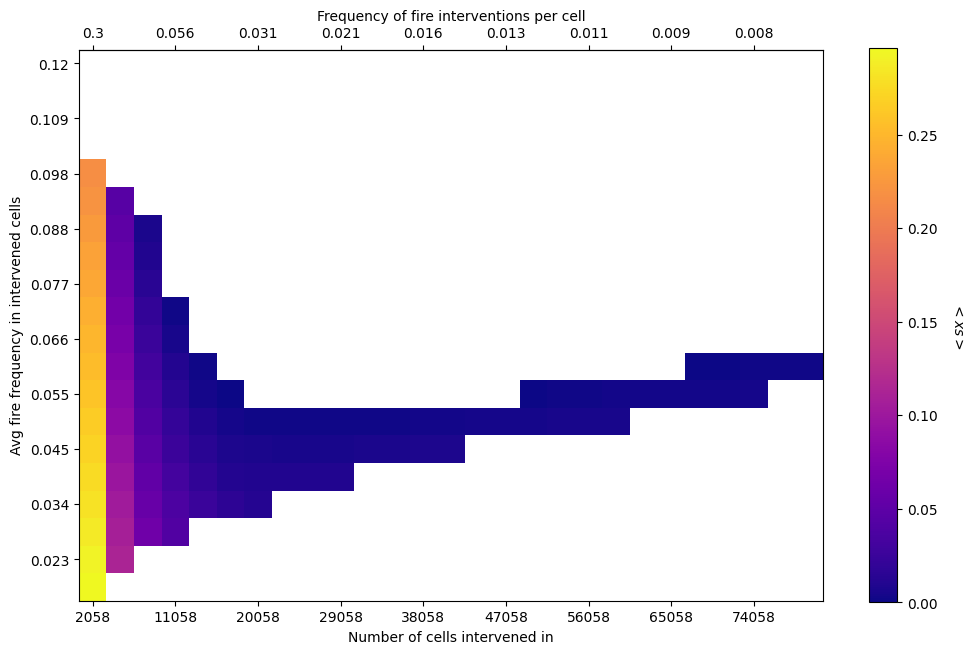 Frequency of fire interventions per cell
0.3 0.056 0.031 0.021 0.016 0.013 0.011 0.009 0.008
0.12
0.109
0.098
0.088
0.077
0.066
0.055
0.045
0.034
0.023
Avg fire frequency in intervened cells
2058 11058 20058 29058 38058 47058 56058 65058 74058
Number of cells intervened in
0.25
0.20
0.15
0.10
0.05
0.00
< sx >